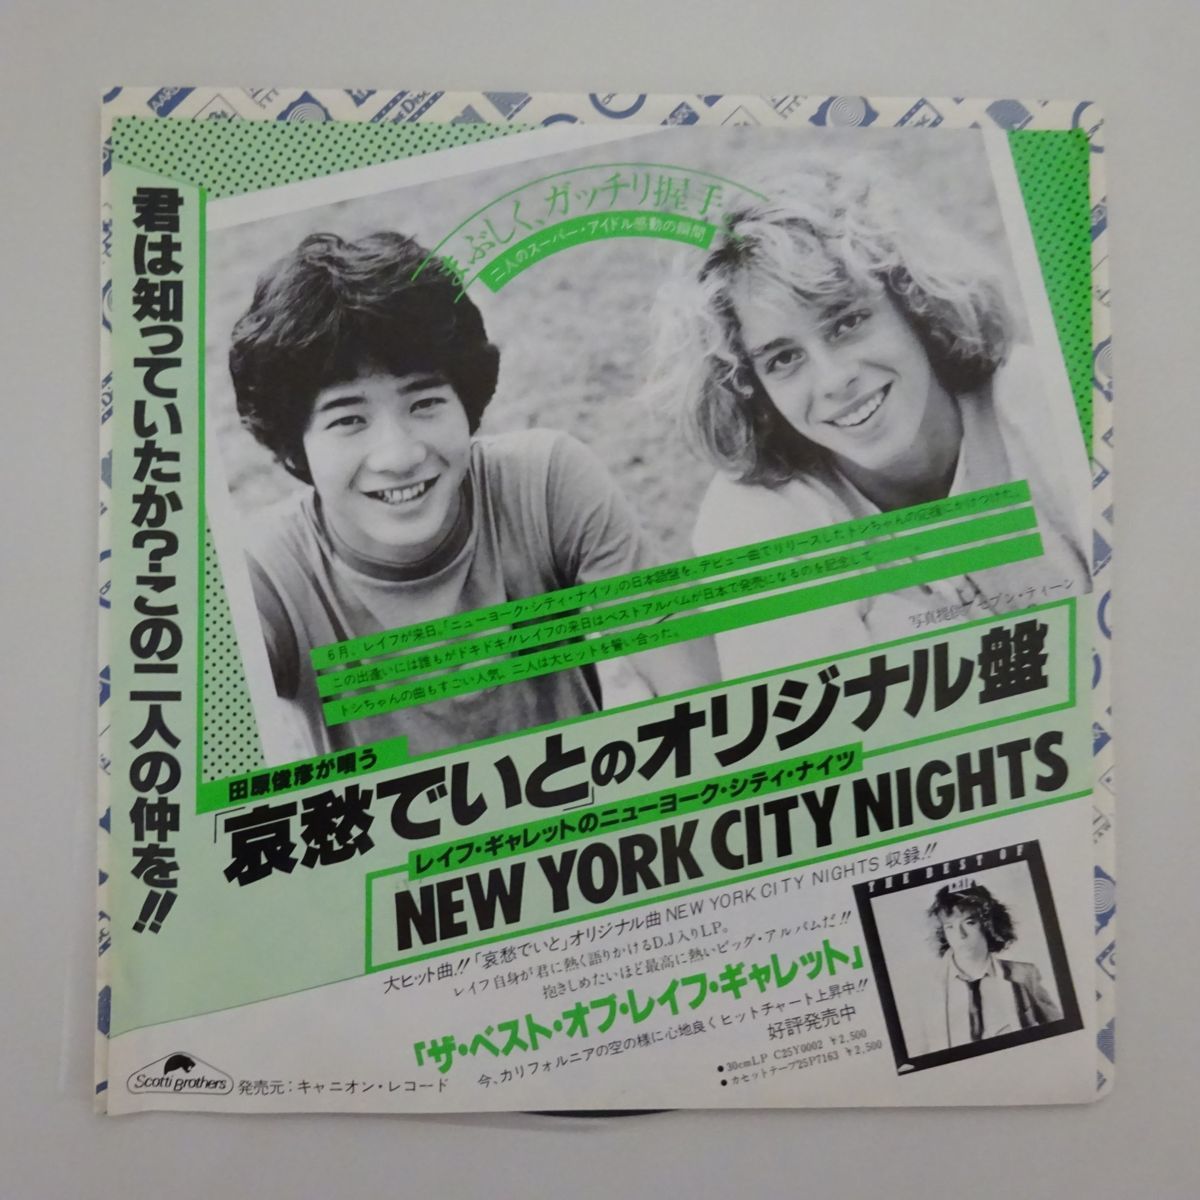 君は知っていたか?この二人の仲を!!
まぶしく、ガッチリ握手。
二人のスーパー・アイドル感動の瞬間
6月、レイフが来日。「ニューヨーク・シティ・ナイツ」の日本語盤を、デビュー曲でリリースしたトシちゃんの応援にかけつけた。
この出逢いには誰もがドキドキ!!レイフの来日はベストアルバムが日本で発売になるのを記念して
トシちゃんの曲もすごい人気、二人は大ヒットを誓い合った。
写真提供/セブン・ティーン
田原俊彦が唄う
「哀愁でいと」のオリジナル盤
レイフ・ギャレットのニューヨーク・シティ・ナイツ
NEW YORK CITY NIGHTS
大ヒット曲!!「哀愁でいと」オリジナル曲NEW YORK CITY NIGHTS収録!!
レイフ自身が君に熱く語りかけるD.J入りLP。
抱きしめたいほど最高に熱いビッグ・アルバムだ!!
「ザ・ベスト・オブ・レイフ・ギャレット」
今、カリフォルニアの空の様に心地良くヒットチャート上昇中!!
好評発売中
●30cmLP C25Y0002 ¥2,500
●カセットテープ25P7163 ¥2,500
THE BEST OF
Scotti Brothers
発売元:キャニオン・レコード